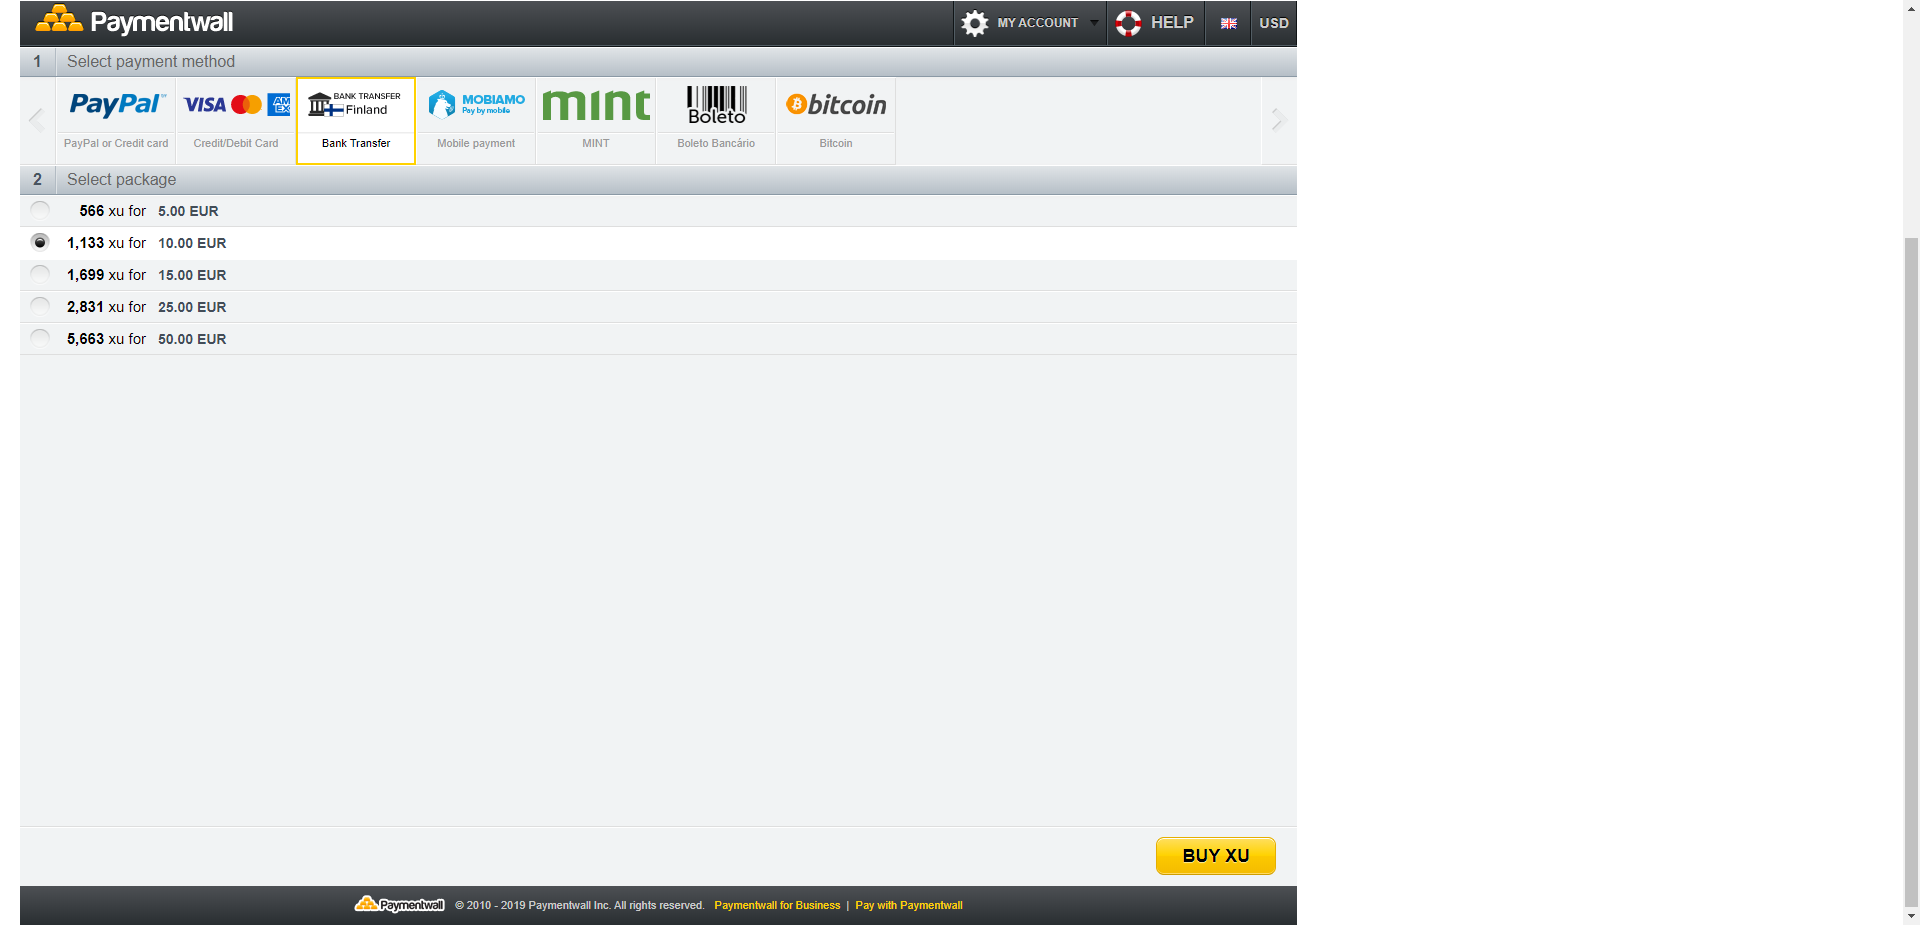 Paymentwall
MY ACCOUNT
HELP
USD
1 Select payment method
PayPal
VISA
AM
EX
BANK TRANSFER
Finland
MOBIAMO
Pay by mobile
mint
Boleto
bitcoin
PayPal or Credit card
Credit/Debit Card
Bank Transfer
Mobile payment
MINT
Boleto Bancário
Bitcoin
2 Select package
566 xu for 5.00 EUR
1,133 xu for 10.00 EUR
1,699 xu for 15.00 EUR
2,831 xu for 25.00 EUR
5,663 xu for 50.00 EUR
BUY XU
Paymentwall © 2010 - 2019 Paymentwall Inc. All rights reserved. Paymentwall for Business | Pay with Paymentwall